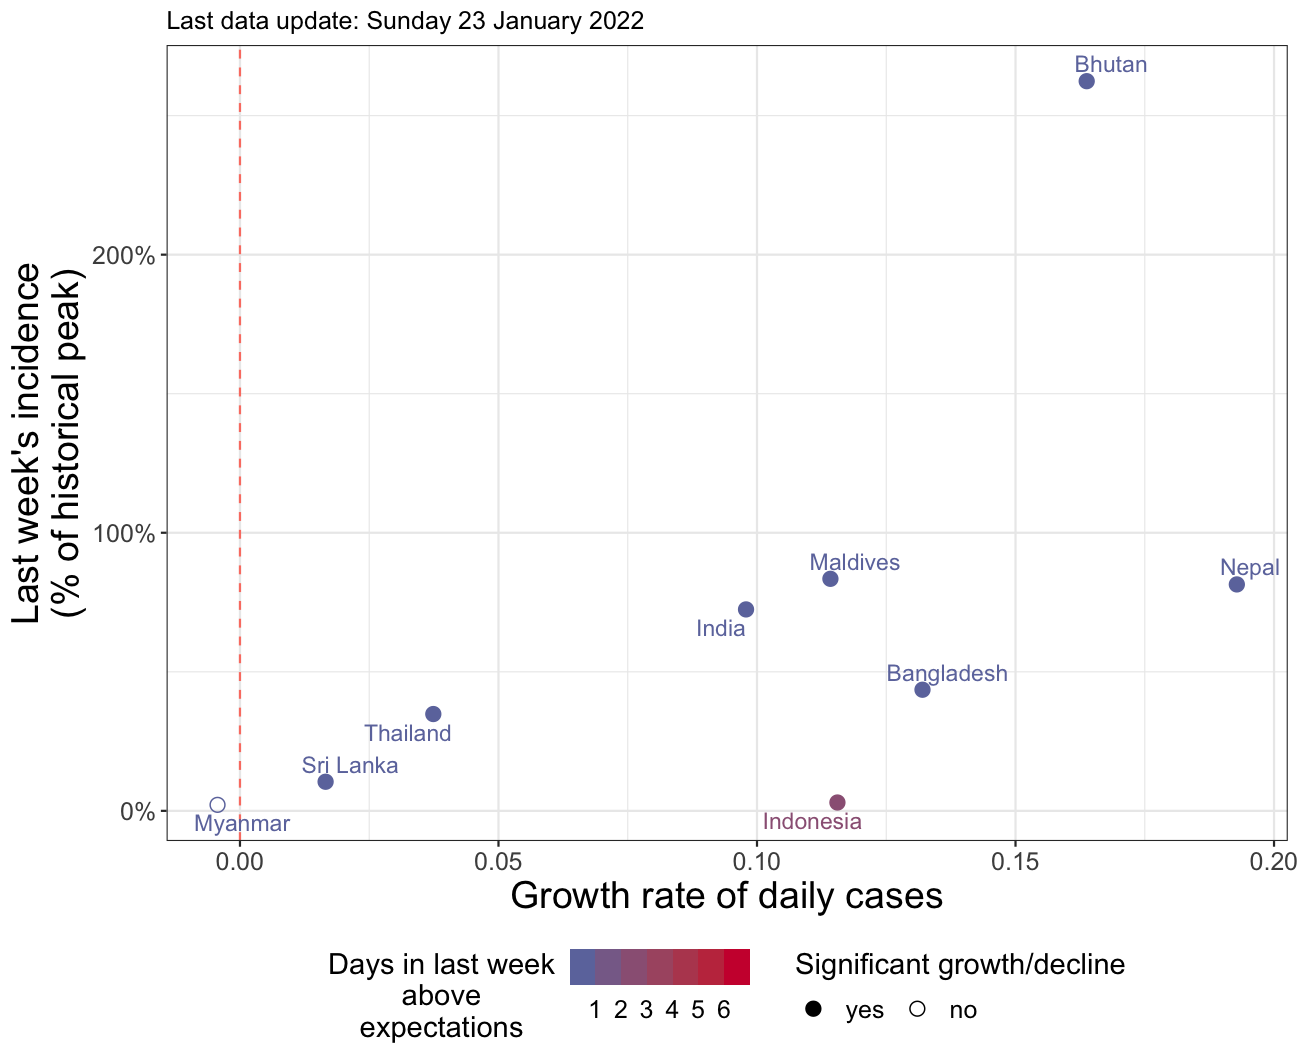 Last data update: Sunday 23 January 2022
Bhutan
200%
Last week's incidence
(% of historical peak)
100%
Maldives
Nepal
India
Bangladesh
Thailand
Sri Lanka
0%
Myanmar
Indonesia
0.00 0.05 0.10 0.15 0.20
Growth rate of daily cases
Days in last week
above
expectations
1 2 3 4 5 6
Significant growth/decline
yes no